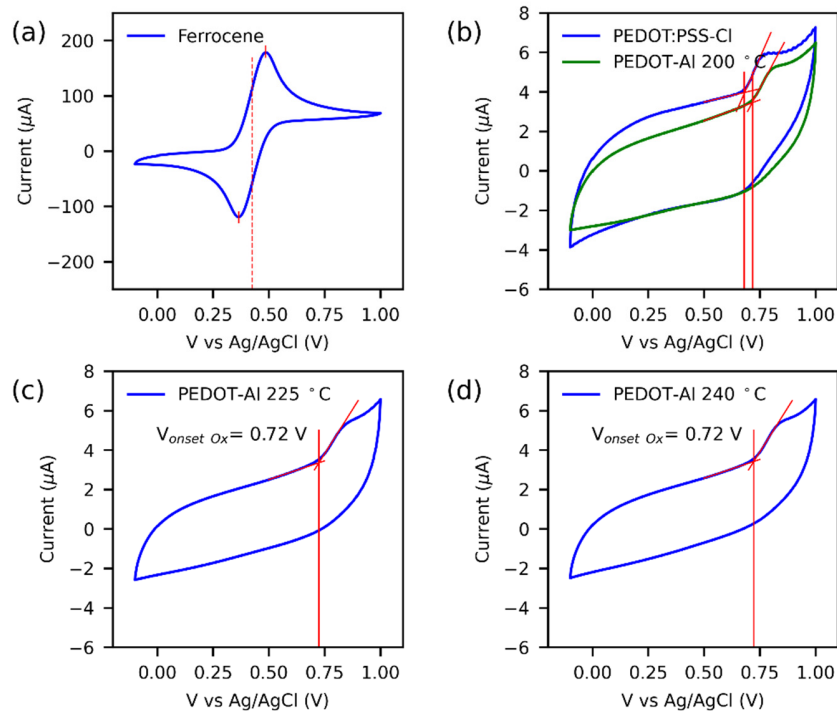 (a)
Ferrocene
200
100
0
−100
−200
Current (μA)
0.00 0.25 0.50 0.75 1.00
V vs Ag/AgCl (V)
(b)
PEDOT:PSS-Cl
PEDOT-Al 200 °C
8
6
4
2
0
−2
−4
−6
Current (μA)
0.00 0.25 0.50 0.75 1.00
V vs Ag/AgCl (V)
(c)
PEDOT-Al 225 °C
V onset Ox= 0.72 V
8
6
4
2
0
−2
−4
−6
Current (μA)
0.00 0.25 0.50 0.75 1.00
V vs Ag/AgCl (V)
(d)
PEDOT-Al 240 °C
V onset Ox= 0.72 V
8
6
4
2
0
−2
−4
−6
Current (μA)
0.00 0.25 0.50 0.75 1.00
V vs Ag/AgCl (V)